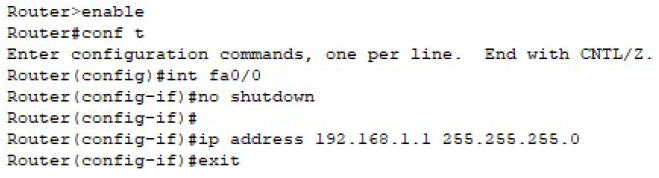 Router>enable
Router#conf t
Enter configuration commands, one per line.  End with CNTL/Z.
Router(config)#int fa0/0
Router(config-if)#no shutdown
Router(config-if)#
Router(config-if)#ip address 192.168.1.1 255.255.255.0
Router(config-if)#exit